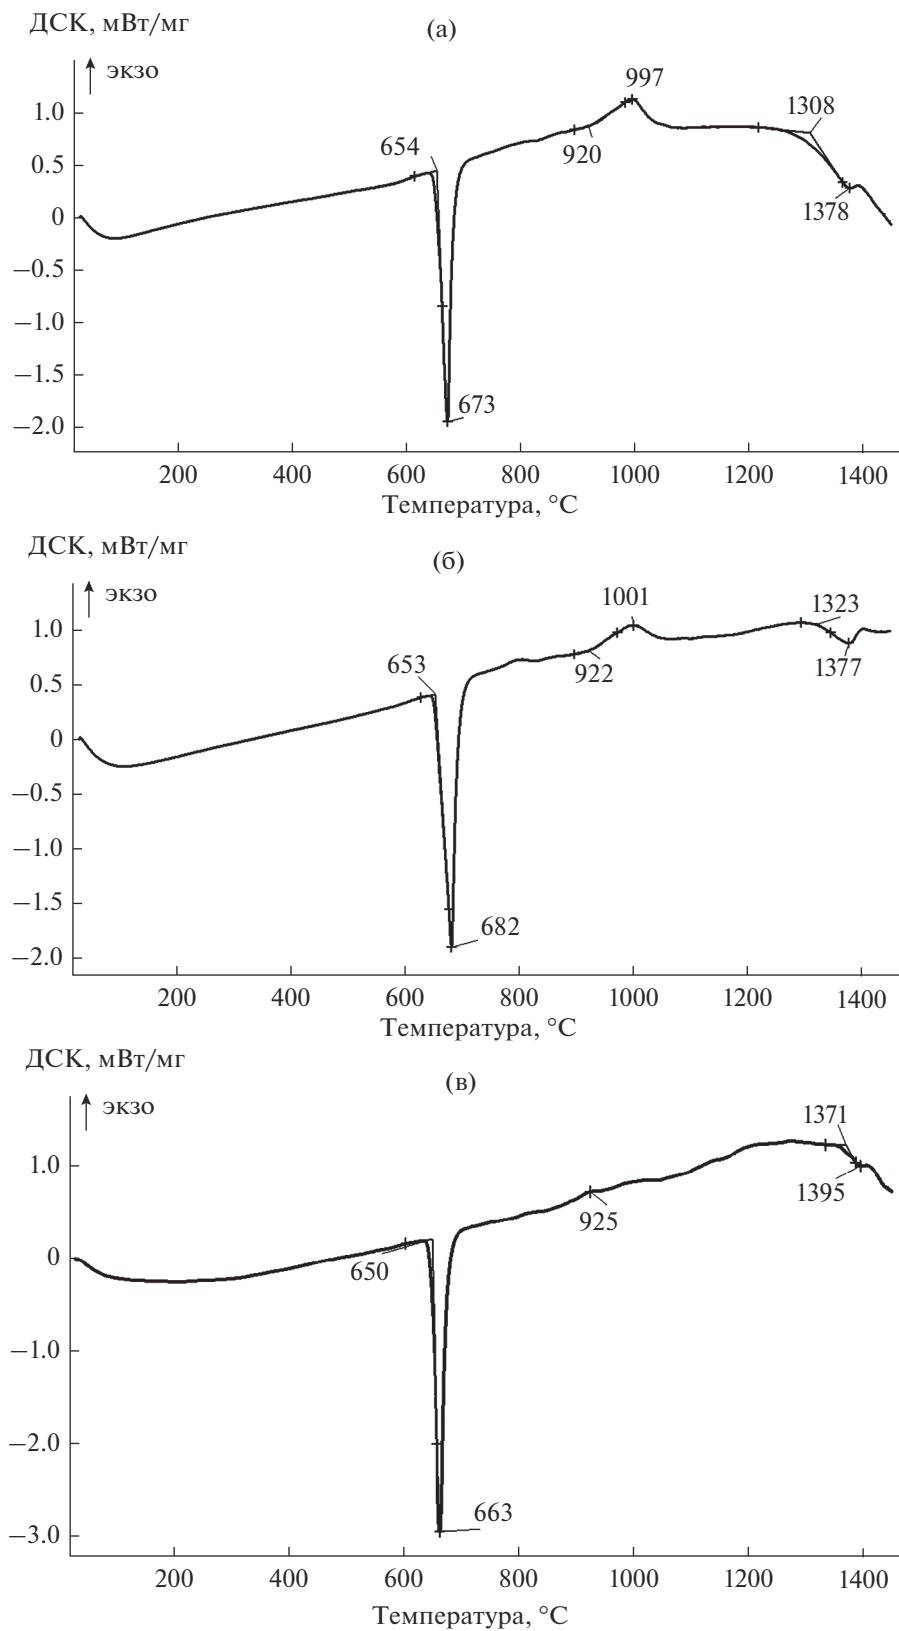 ДСК, мВт/мг
(а)
экзо
997
1308
1.0
654
920
0.5
1378
0
−0.5
−1.0
−1.5
673
−2.0
200 400 600 800 1000 1200 1400
Температура, °C
ДСК, мВт/мг
(б)
экзо
1001
1323
1.0
653
922
1377
0.5
0
−0.5
−1.0
−1.5
682
−2.0
200 400 600 800 1000 1200 1400
Температура, °C
ДСК, мВт/мг
(в)
экзо
1371
1.0
1395
925
0
650
−1.0
−2.0
663
−3.0
200 400 600 800 1000 1200 1400
Температура, °C